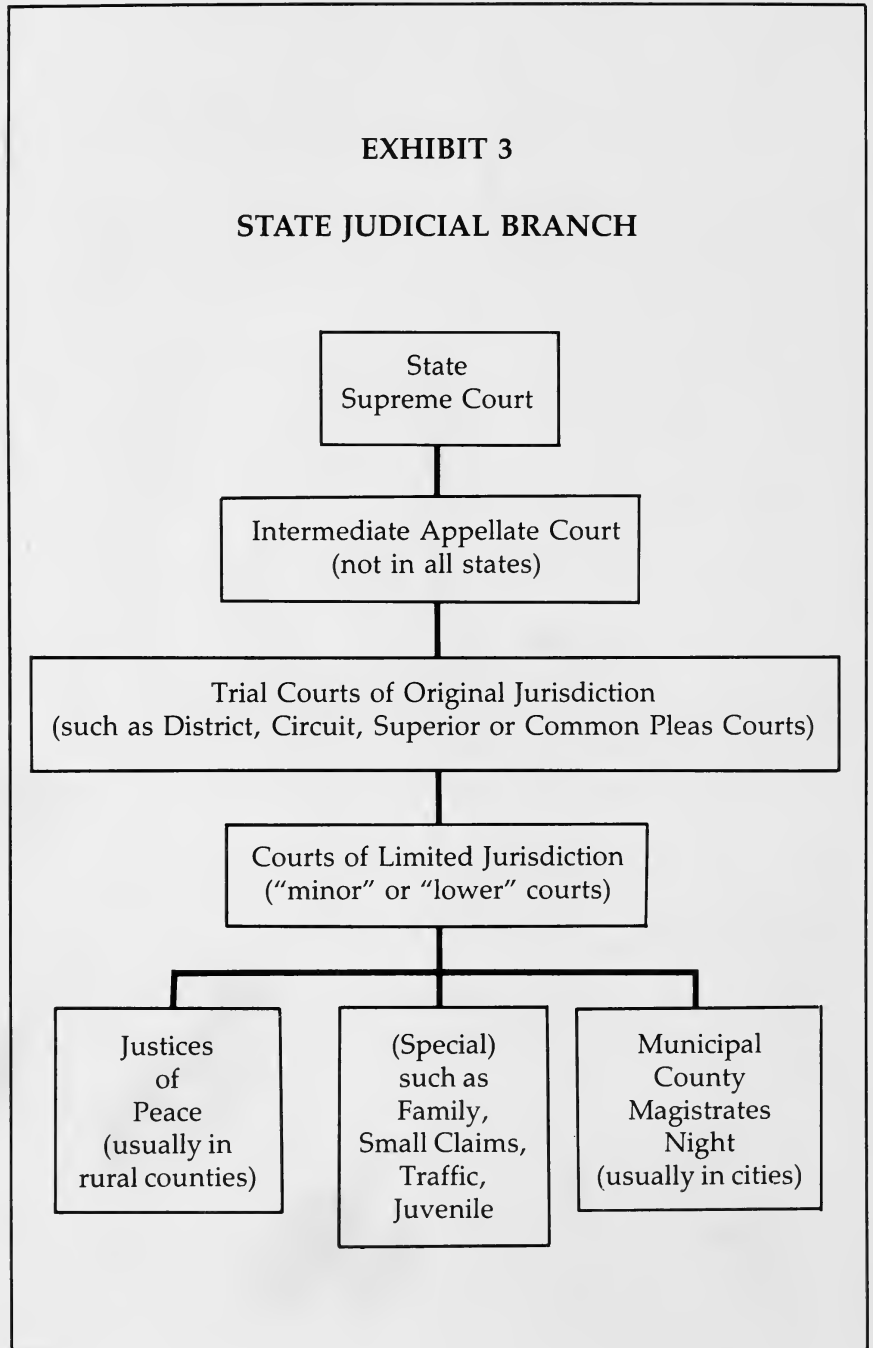 EXHIBIT 3
STATE JUDICIAL BRANCH
State
Supreme Court
Intermediate Appellate Court
(not in all states)
Trial Courts of Original Jurisdiction
(such as District, Circuit, Superior or Common Pleas Courts)
Courts of Limited Jurisdiction
("minor" or "lower" courts)
Justices
of
Peace
(usually in
rural counties)
(Special)
such as
Family,
Small Claims,
Traffic,
Juvenile
Municipal
County
Magistrates
Night
(usually in cities)